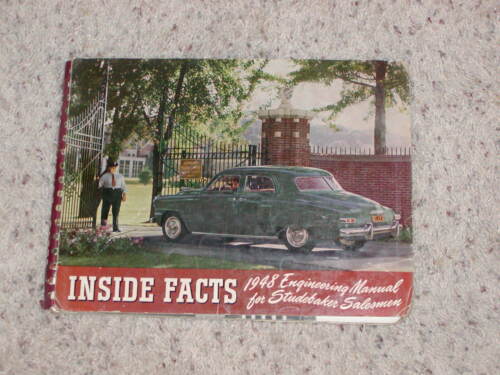 INSIDE FACTS
1948 Engineering Manual
for Studebaker Salesmen